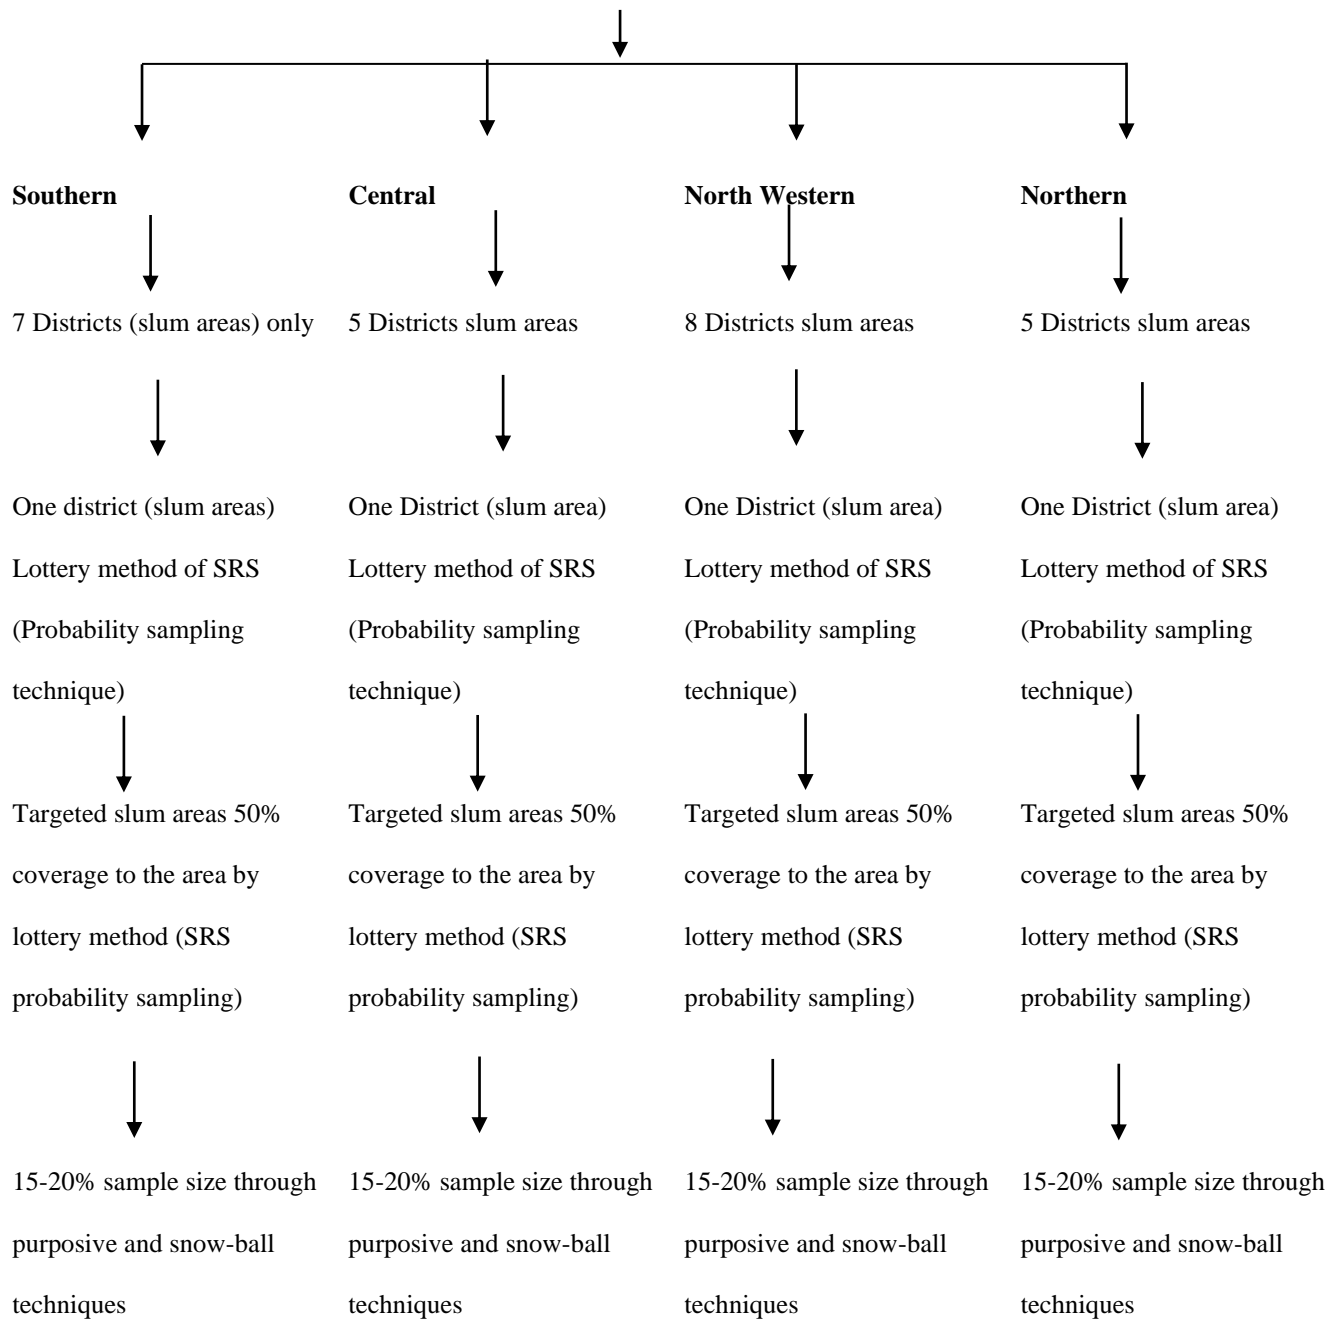 Southern
Central
North Western
Northern
7 Districts (slum areas) only
5 Districts slum areas
8 Districts slum areas
5 Districts slum areas
One district (slum areas)
Lottery method of SRS
(Probability sampling
technique)
One District (slum area)
Lottery method of SRS
(Probability sampling
technique)
One District (slum area)
Lottery method of SRS
(Probability sampling
technique)
One District (slum area)
Lottery method of SRS
(Probability sampling
technique)
Targeted slum areas 50%
coverage to the area by
lottery method (SRS
probability sampling)
Targeted slum areas 50%
coverage to the area by
lottery method (SRS
probability sampling)
Targeted slum areas 50%
coverage to the area by
lottery method (SRS
probability sampling)
Targeted slum areas 50%
coverage to the area by
lottery method (SRS
probability sampling)
15-20% sample size through
purposive and snow-ball
techniques
15-20% sample size through
purposive and snow-ball
techniques
15-20% sample size through
purposive and snow-ball
techniques
15-20% sample size through
purposive and snow-ball
techniques